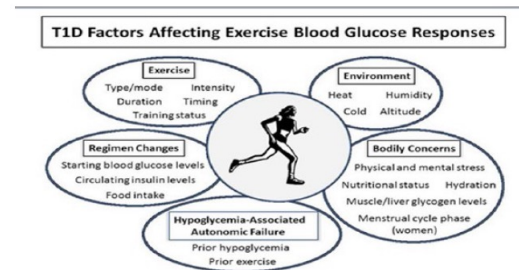 T1D Factors Affecting Exercise Blood Glucose Responses
Exercise
Type/mode Intensity
Duration Timing
Training status
Environment
Heat Humidity
Cold Altitude
Regimen Changes
Starting blood glucose levels
Circulating insulin levels
Food intake
Bodily Concerns
Physical and mental stress
Nutritional status Hydration
Muscle/liver glycogen levels
Menstrual cycle phase
(women)
Hypoglycemia-Associated
Autonomic Failure
Prior hypoglycemia
Prior exercise